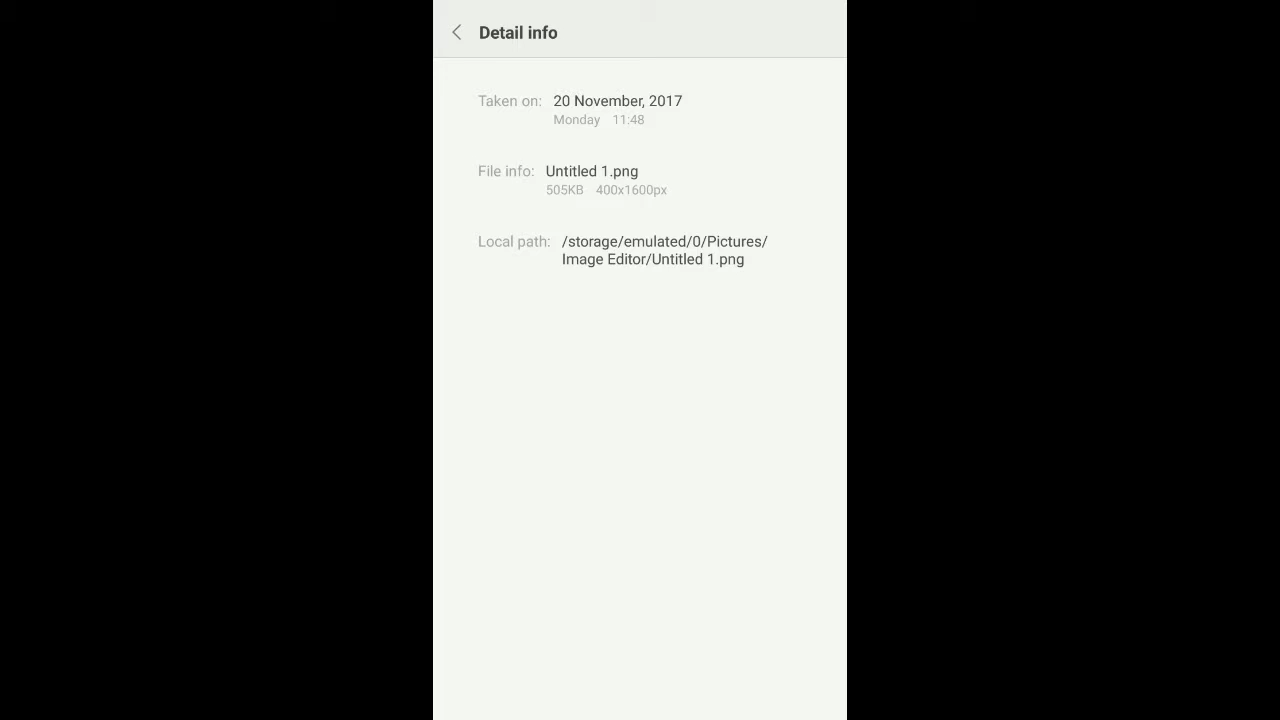 Detail info
Taken on: 20 November, 2017
Monday 11:48
File info: Untitled 1.png
505KB 400x1600px
Local path: /storage/emulated/0/Pictures/
Image Editor/Untitled 1.png